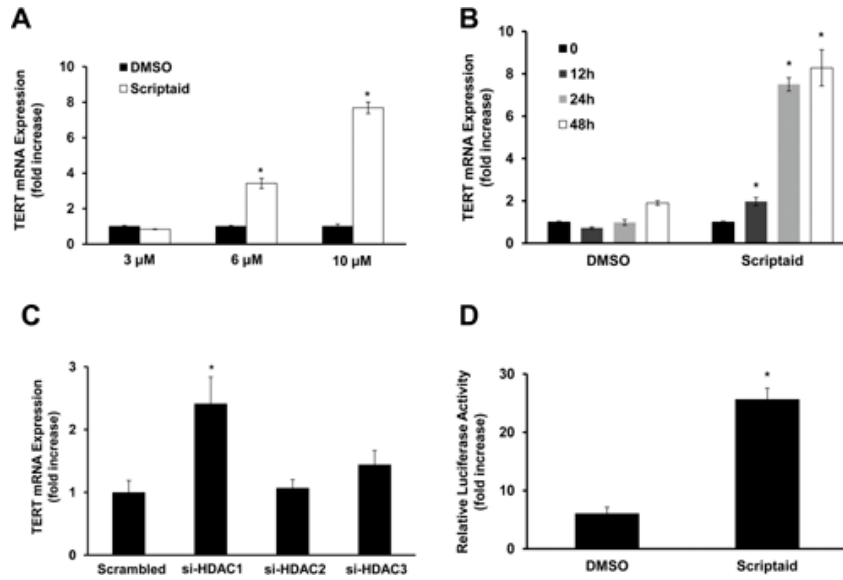 A
TERT mRNA Expression
(fold increase)
10
8
6
4
2
0
DMSO
Scriptaid
*
*
3 µM
6 µM
10 µM
B
TERT mRNA Expression
(fold increase)
10
8
6
4
2
0
0
12h
24h
48h
*
*
*
DMSO
Scriptaid
C
TERT mRNA Expression
(fold increase)
3
2
1
0
*
Scrambled
si-HDAC1
si-HDAC2
si-HDAC3
D
Relative Luciferase Activity
(fold increase)
30
20
10
0
*
DMSO
Scriptaid